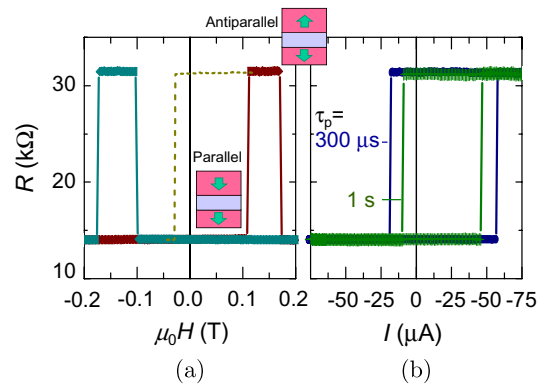 Antiparallel
30
20
10
R (kΩ)
Parallel
τp=
300 μs
1 s
-0.2 -0.1 0.0 0.1 0.2
-50 -25 0 -25 -50 -75
μ0H (T)
I (μA)
(a)
(b)